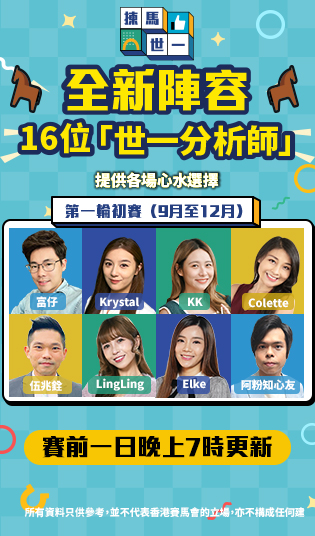 揀馬
世一
全新陣容
16位「世一分析師」
提供各場心水選擇
第一輪初賽（9月至12月）
富仔 Krystal KK Colette
伍兆銓 LingLing Elke 阿粉知心友
賽前一日晚上7時更新
所有資料只供參考，並不代表香港賽馬會的立場，亦不構成任何建